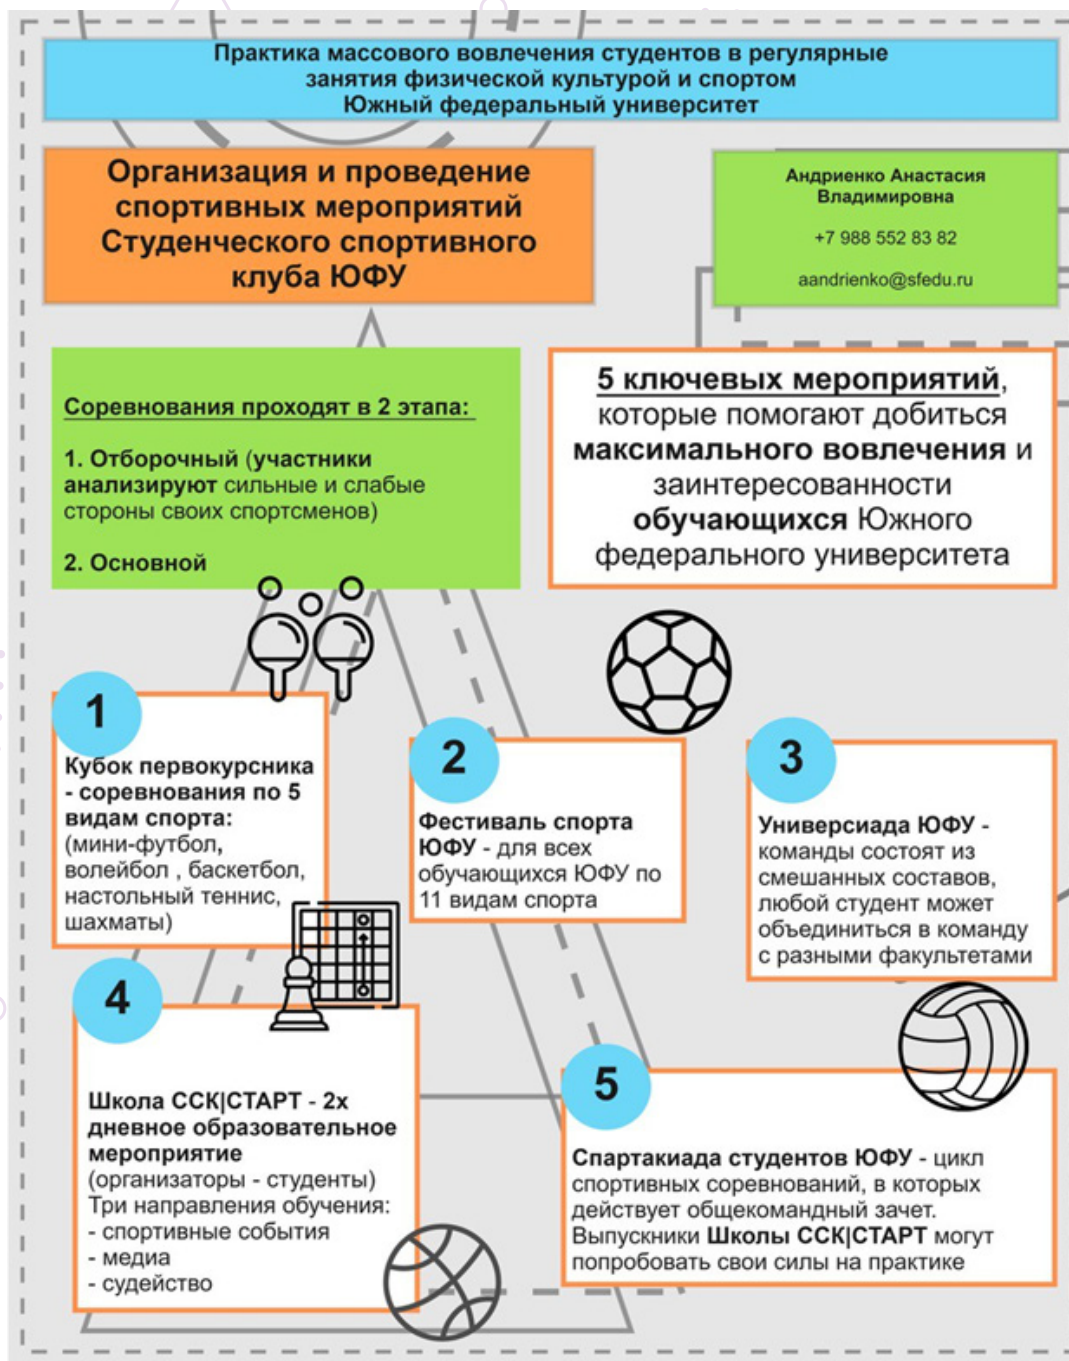 Практика массового вовлечения студентов в регулярные
занятия физической культурой и спортом
Южный федеральный университет
Организация и проведение
спортивных мероприятий
Студенческого спортивного
клуба ЮФУ
Андриенко Анастасия
Владимировна
+7 988 552 83 82
aandrienko@sfedu.ru
Соревнования проходят в 2 этапа:
1. Отборочный (участники
анализируют сильные и слабые
стороны своих спортсменов)
2. Основной
5 ключевых мероприятий,
которые помогают добиться
максимального вовлечения и
заинтересованности
обучающихся Южного
федерального университета
1
Кубок первокурсника
- соревнования по 5
видам спорта:
(мини-футбол,
волейбол , баскетбол,
настольный теннис,
шахматы)
2
Фестиваль спорта
ЮФУ - для всех
обучающихся ЮФУ по
11 видам спорта
3
Универсиада ЮФУ -
команды состоят из
смешанных составов,
любой студент может
объединиться в команду
с разными факультетами
4
Школа ССК|СТАРТ - 2х
дневное образовательное
мероприятие
(организаторы - студенты)
Три направления обучения:
- спортивные события
- медиа
- судейство
5
Спартакиада студентов ЮФУ - цикл
спортивных соревнований, в которых
действует общекомандный зачет.
Выпускники Школы ССК|СТАРТ могут
попробовать свои силы на практике